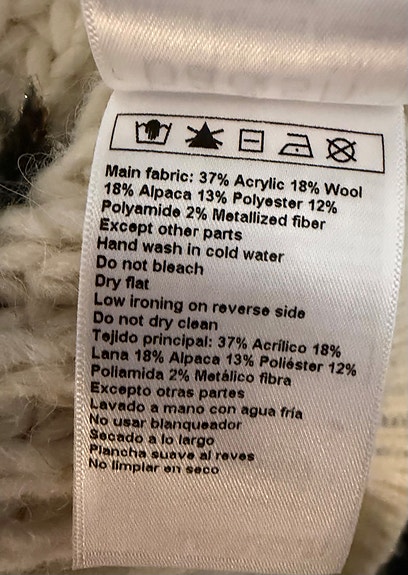 Main fabric: 37% Acrylic 18% Wool
18% Alpaca 13% Polyester 12%
Polyamide 2% Metallized fiber
Except other parts
Hand wash in cold water
Do not bleach
Dry flat
Low ironing on reverse side
Do not dry clean
Tejido principal: 37% Acrílico 18%
Lana 18% Alpaca 13% Poliéster 12%
Poliamida 2% Metálico fibra
Excepto otras partes
Lavado a mano con agua fría
No usar blanqueador
Secado a lo largo
Plancha suave al reves
No limpiar en seco